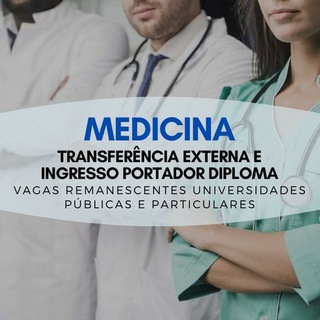 MEDICINA
TRANSFERÊNCIA EXTERNA E
INGRESSO PORTADOR DIPLOMA
VAGAS REMANESCENTES UNIVERSIDADES
PÚBLICAS E PARTICULARES